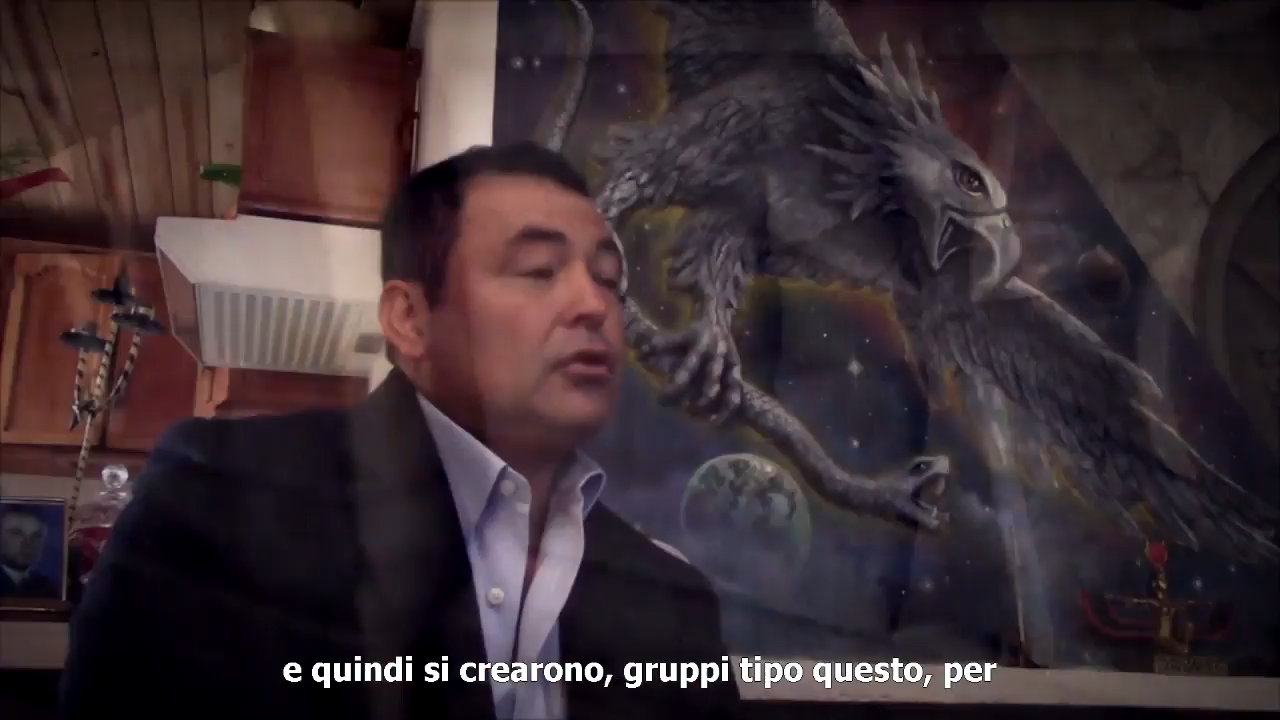 e quindi si crearono, gruppi tipo questo, per